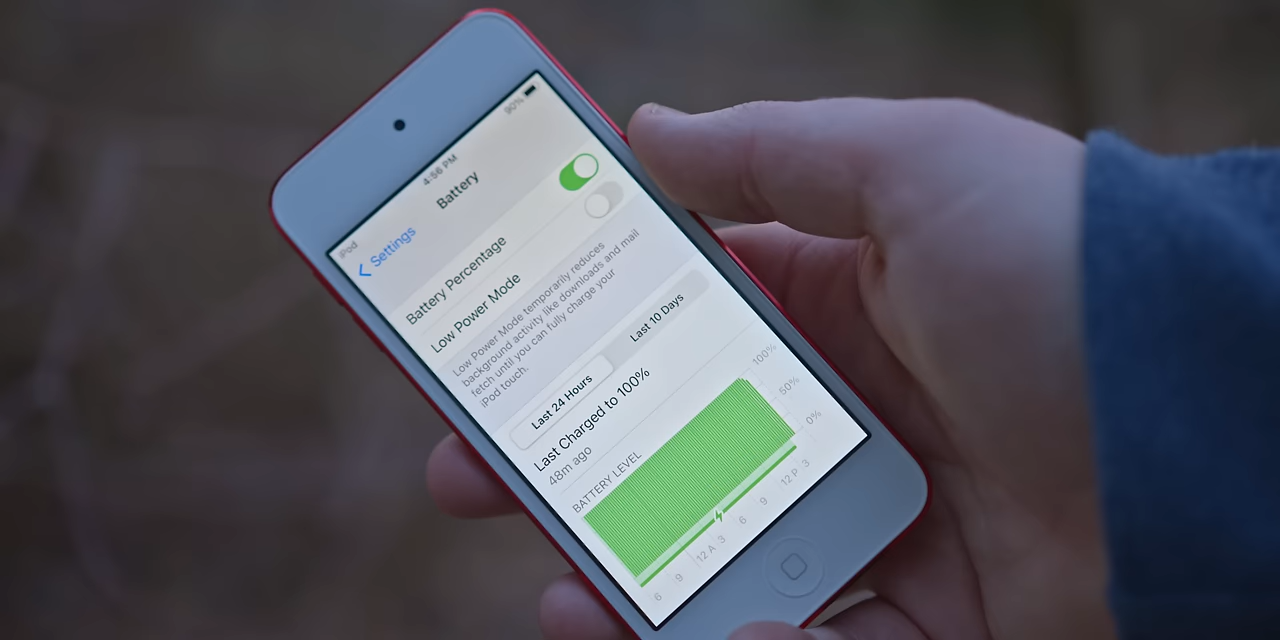 iPod
4:56 PM
90%
Settings
Battery
Battery Percentage
Low Power Mode
Low Power Mode temporarily reduces
background activity like downloads and mail
fetch until you can fully charge your
iPod touch.
Last 24 Hours
Last 10 Days
Last Charged to 100%
48m ago
BATTERY LEVEL
100%
50%
0%
6 9 12 A 3 6 9 12 P 3